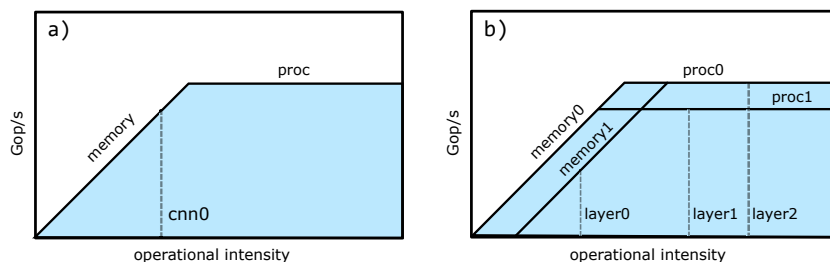 a)
proc
memory
cnn0
Gop/s
operational intensity
b)
proc0
proc1
memory0
memory1
layer0
layer1
layer2
Gop/s
operational intensity